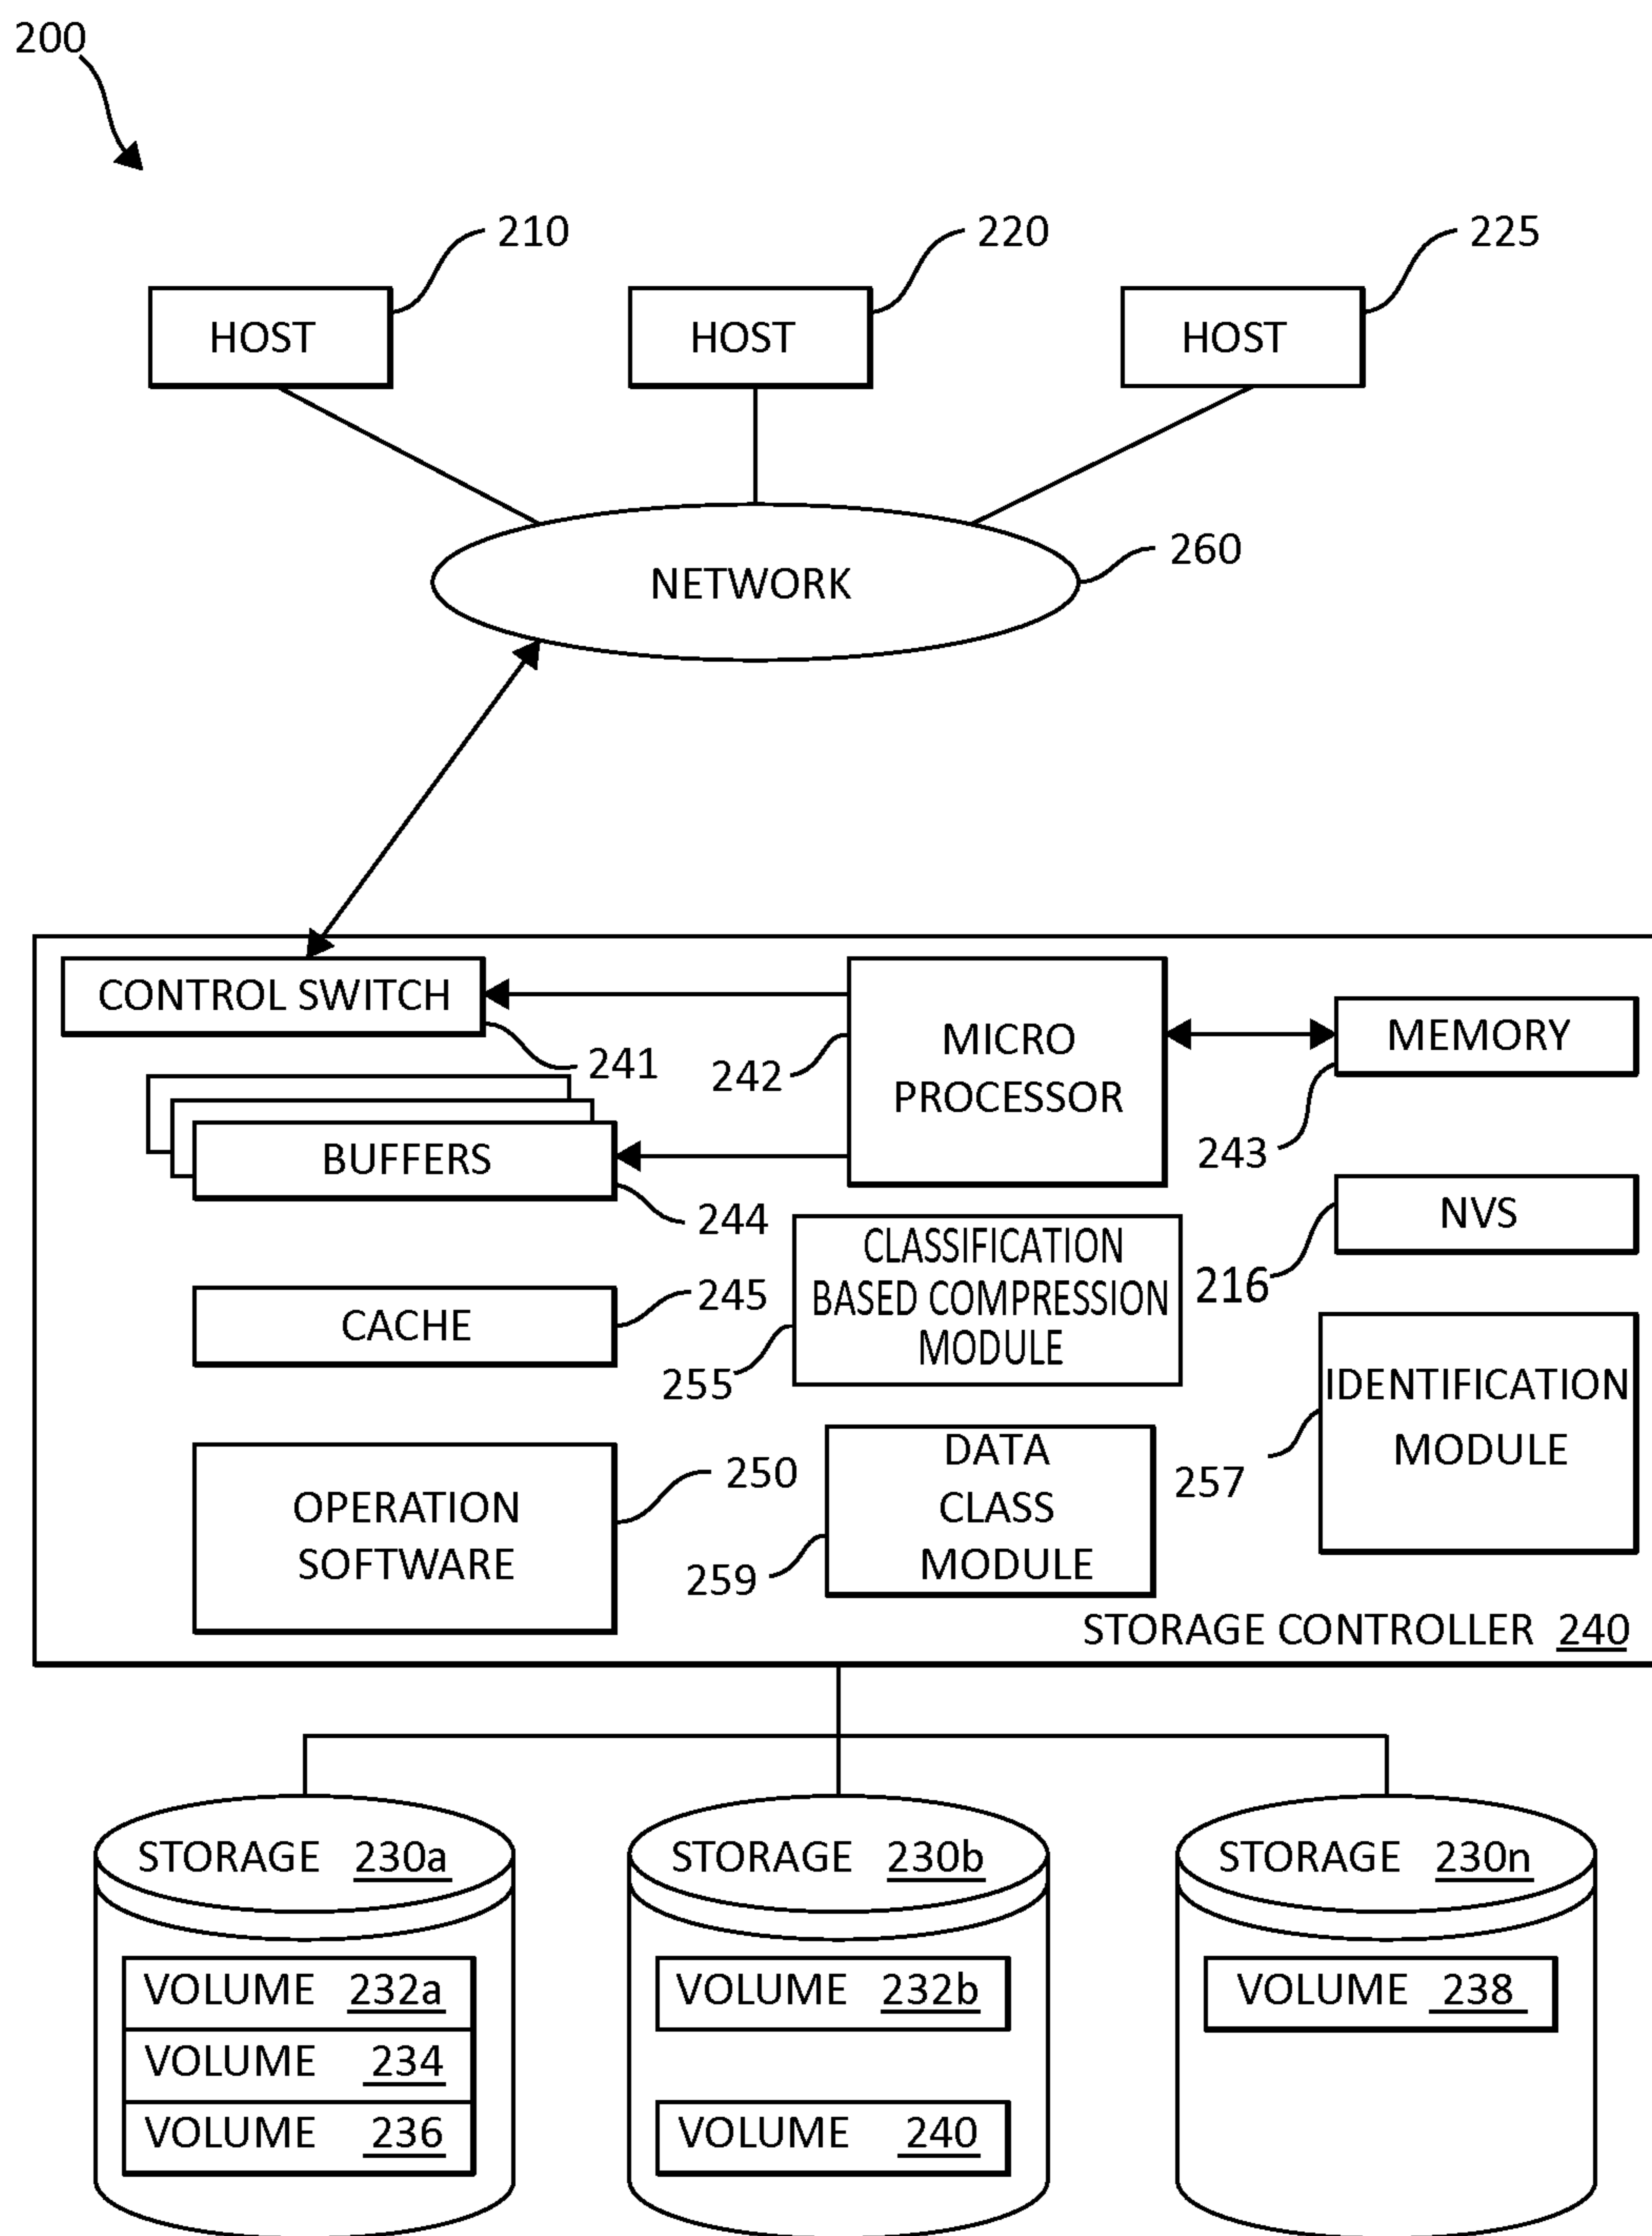 200
210
220
225
HOST
HOST
HOST
260
NETWORK
CONTROL SWITCH
241
242
MICRO
PROCESSOR
MEMORY
243
BUFFERS
244
NVS
216
CACHE
245
CLASSIFICATION
BASED COMPRESSION
MODULE
255
IDENTIFICATION
MODULE
257
OPERATION
SOFTWARE
250
DATA
CLASS
MODULE
259
STORAGE CONTROLLER 240
STORAGE 230a
STORAGE 230b
STORAGE 230n
VOLUME 232a
VOLUME 234
VOLUME 236
VOLUME 232b
VOLUME 240
VOLUME 238